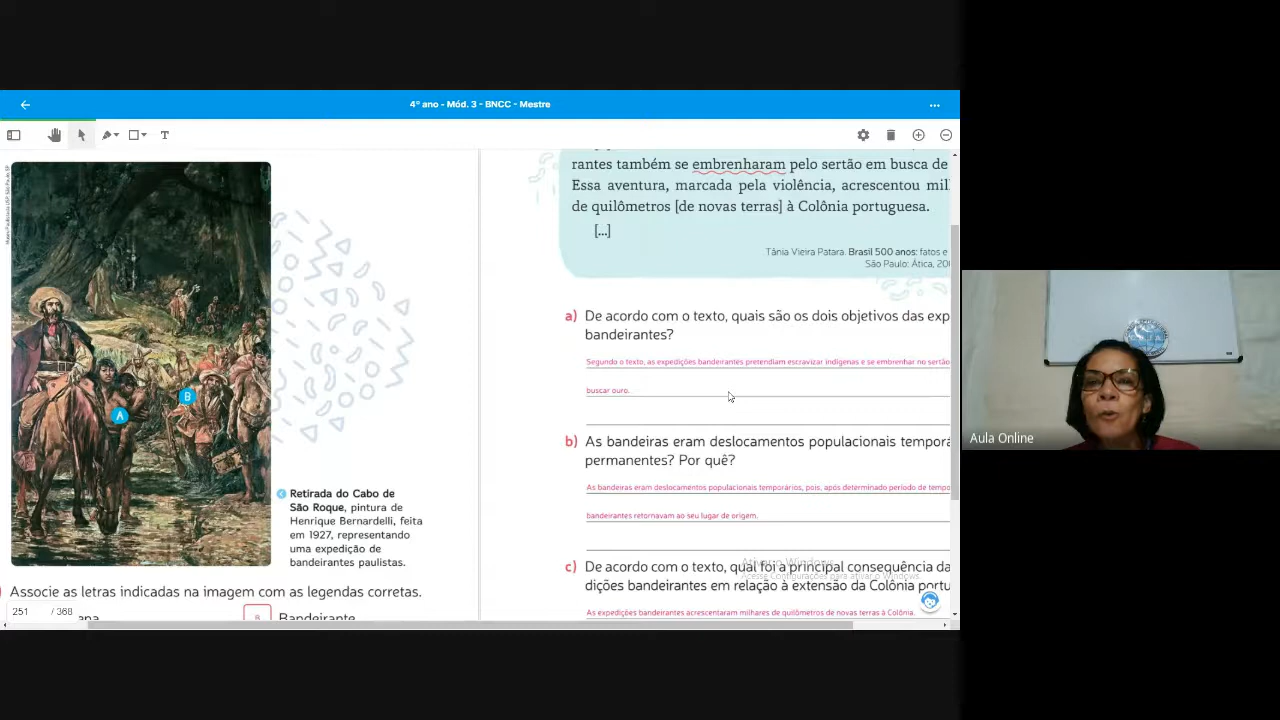 4º ano - Mód. 3 - BNCC - Mestre
T
A
B
Retirada do Cabo de
São Roque, pintura de
Henrique Bernardelli, feita
em 1927, representando
uma expedição de
bandeirantes paulistas.
Associe as letras indicadas na imagem com as legendas corretas.
251 / 368
B
Bandeirante
rantes também se embrenharam pelo sertão em busca de
Essa aventura, marcada pela violência, acrescentou mil
de quilômetros [de novas terras] à Colônia portuguesa.
[...]
Tânia Vieira Patara. Brasil 500 anos: fatos e
São Paulo: Ática, 200
a) De acordo com o texto, quais são os dois objetivos das exp
bandeirantes?
Segundo o texto, as expedições bandeirantes pretendiam escravizar indígenas e se embrenhar no sertão
buscar ouro.
b) As bandeiras eram deslocamentos populacionais tempora
permanentes? Por quê?
As bandeiras eram deslocamentos populacionais temporários, pois, após determinado período de tempo
bandeirantes retornavam ao seu lugar de origem.
Ativar o Windows
Acesse Configurações para ativar o Windows.
c) De acordo com o texto, qual foi a principal consequência da
dições bandeirantes em relação à extensão da Colônia portu
As expedições bandeirantes acrescentaram milhares de quilômetros de novas terras à Colônia.
Aula Online